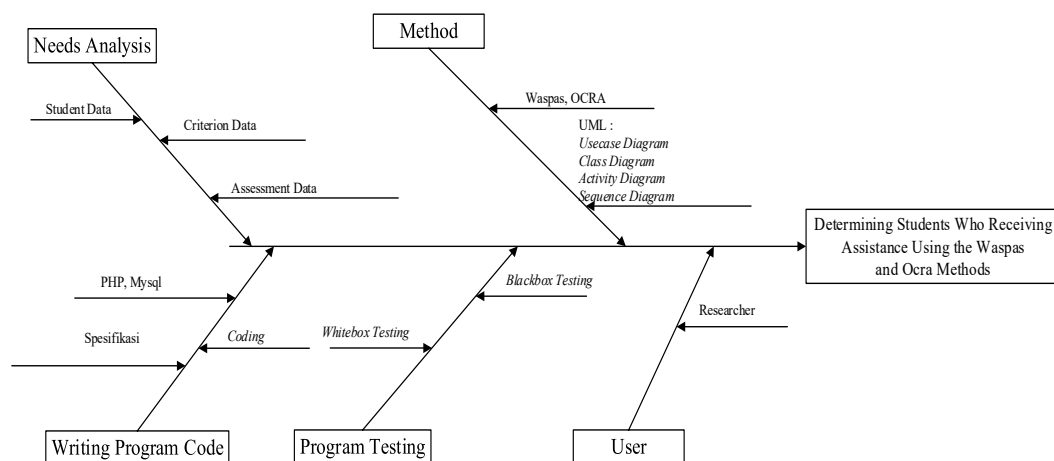 Method
Needs Analysis
Waspas, OCRA
Student Data
Criterion Data
UML :
Usecase Diagram
Class Diagram
Activity Diagram
Sequence Diagram
Assessment Data
Determining Students Who Receiving
Assistance Using the Waspas
and Ocra Methods
PHP, Mysql
Blackbox Testing
Researcher
Spesifikasi
Coding
Whitebox Testing
Writing Program Code
Program Testing
User